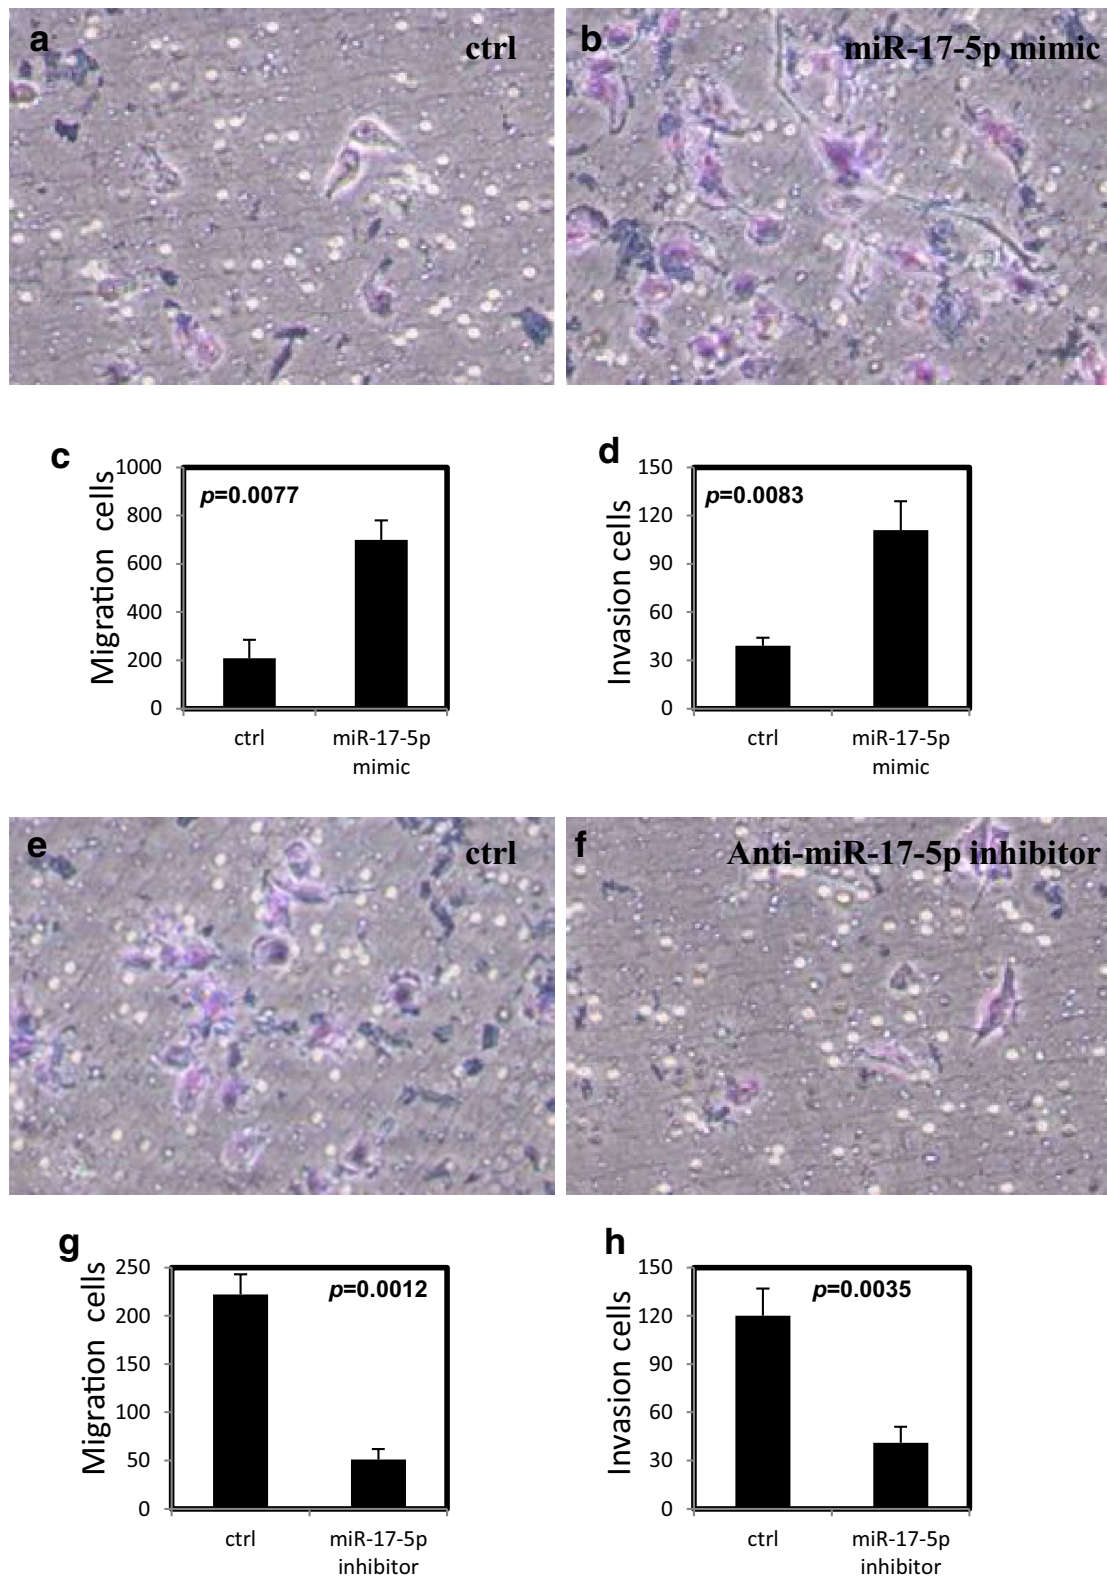 a
ctrl
b
miR-17-5p mimic
c
Migration cells
1000
800
600
400
200
0
p=0.0077
ctrl
miR-17-5p
mimic
d
Invasion cells
150
120
90
60
30
0
p=0.0083
ctrl
miR-17-5p
mimic
e
ctrl
f
Anti-miR-17-5p inhibitor
g
Migration cells
250
200
150
100
50
0
p=0.0012
ctrl
miR-17-5p
inhibitor
h
Invasion cells
150
120
90
60
30
0
p=0.0035
ctrl
miR-17-5p
inhibitor